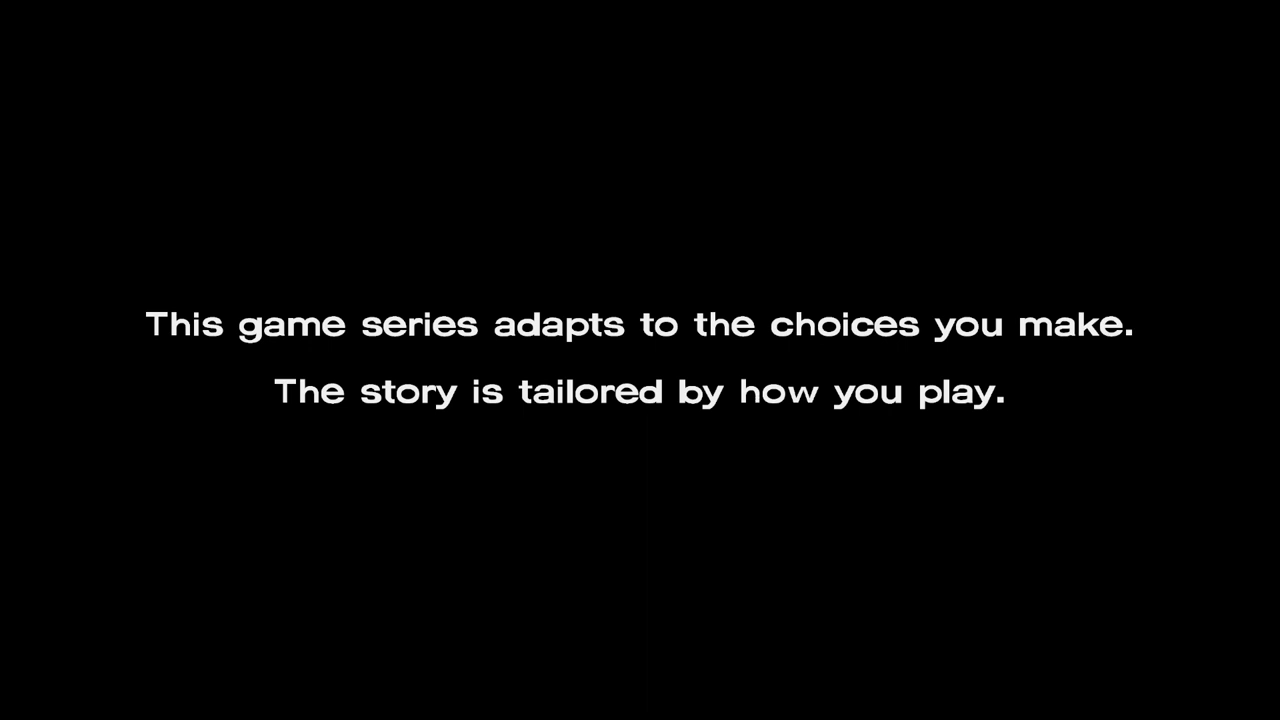 This game series adapts to the choices you make.
The story is tailored by how you play.